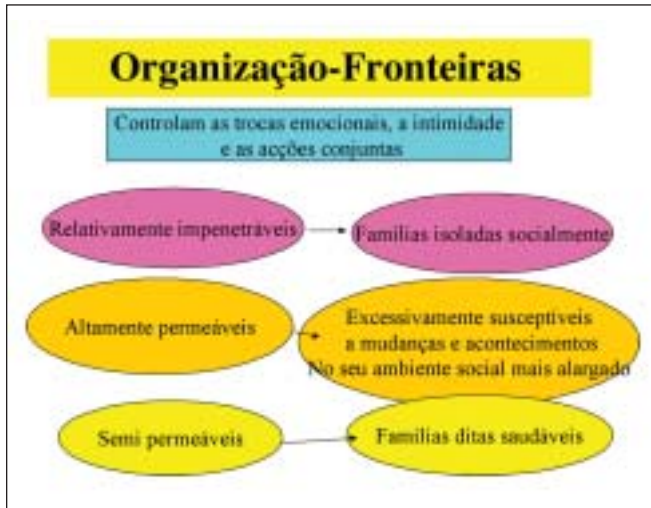 Organização-Fronteiras
Controlam as trocas emocionais, a intimidade
e as acções conjuntas
Relativamente impenetráveis
Famílias isoladas socialmente
Altamente permeáveis
Excessivamente susceptíveis
a mudanças e acontecimentos
No seu ambiente social mais alargado
Semi permeáveis
Famílias ditas saudáveis